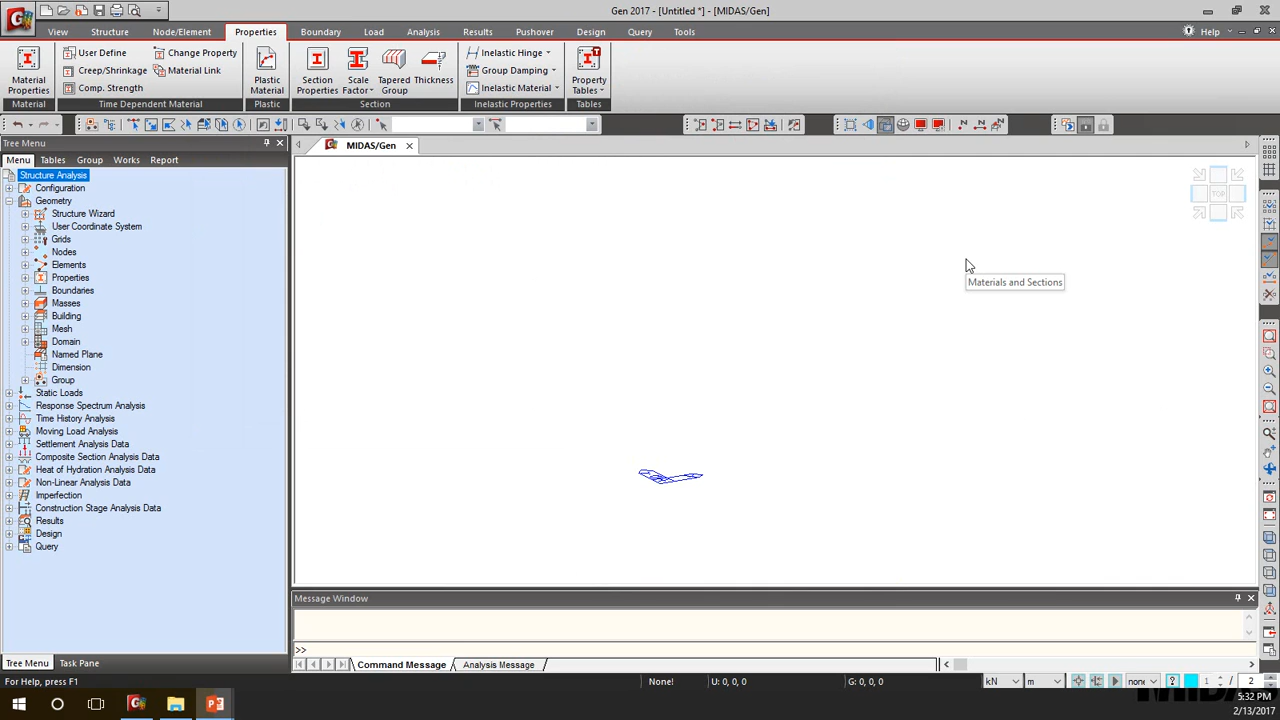 Gen 2017 - [Untitled *] - [MIDAS/Gen]
View Structure Node/Element Properties Boundary Load Analysis Results Pushover Design Query Tools Help
Material Properties
Material
User Define Change Property
Creep/Shrinkage Material Link
Comp. Strength
Time Dependent Material
Plastic Material
Plastic
Section Properties
Scale Factor
Tapered Group
Thickness
Section
Inelastic Hinge
Group Damping
Inelastic Material
Inelastic Properties
Property Tables
Tables
Tree Menu
Menu Tables Group Works Report
Structure Analysis
Configuration
Geometry
Structure Wizard
User Coordinate System
Grids
Nodes
Elements
Properties
Boundaries
Masses
Building
Mesh
Domain
Named Plane
Dimension
Group
Static Loads
Response Spectrum Analysis
Time History Analysis
Moving Load Analysis
Settlement Analysis Data
Composite Section Analysis Data
Heat of Hydration Analysis Data
Non-Linear Analysis Data
Imperfection
Construction Stage Analysis Data
Results
Design
Query
Tree Menu Task Pane
MIDAS/Gen
TOP
Materials and Sections
Message Window
>>
Command Message Analysis Message
For Help, press F1
None! U: 0, 0, 0 G: 0, 0, 0 kN m none 1 / 2
MIDAS
5:32 PM
2/13/2017